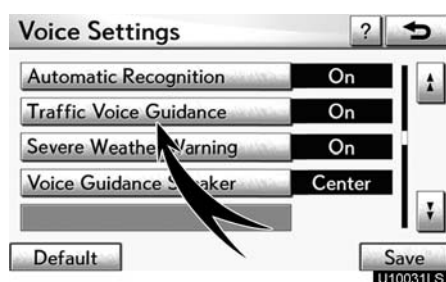 Voice Settings ?
Automatic Recognition On
Traffic Voice Guidance On
Severe Weather Warning On
Voice Guidance Speaker Center
Default Save
U10031LS